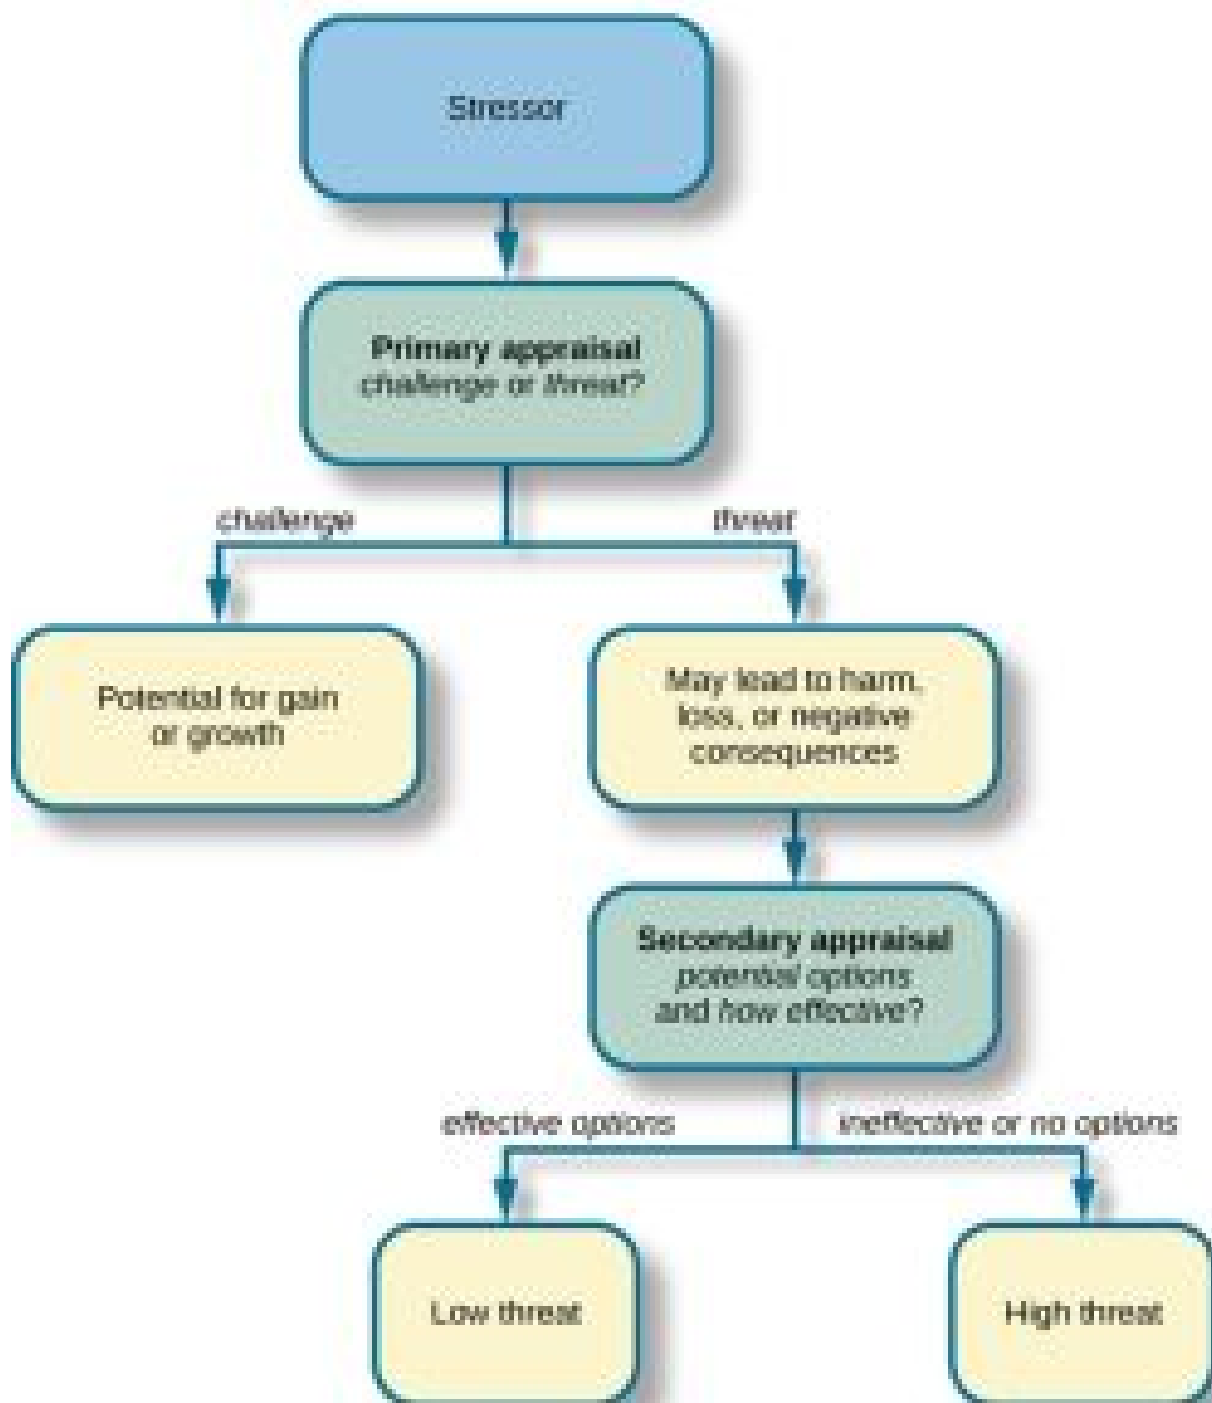 Stressor
Primary appraisal
challenge or threat?
challenge
threat
Potential for gain
or growth
May lead to harm,
loss, or negative
consequences
Secondary appraisal
potential options
and how effective?
effective options
ineffective or no options
Low threat
High threat